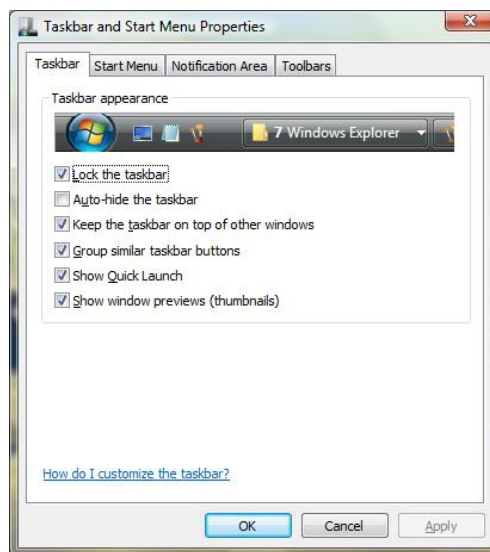 Taskbar and Start Menu Properties
Taskbar Start Menu Notification Area Toolbars
Taskbar appearance
7 Windows Explorer
Lock the taskbar
Auto-hide the taskbar
Keep the taskbar on top of other windows
Group similar taskbar buttons
Show Quick Launch
Show window previews (thumbnails)
How do I customize the taskbar?
OK Cancel Apply